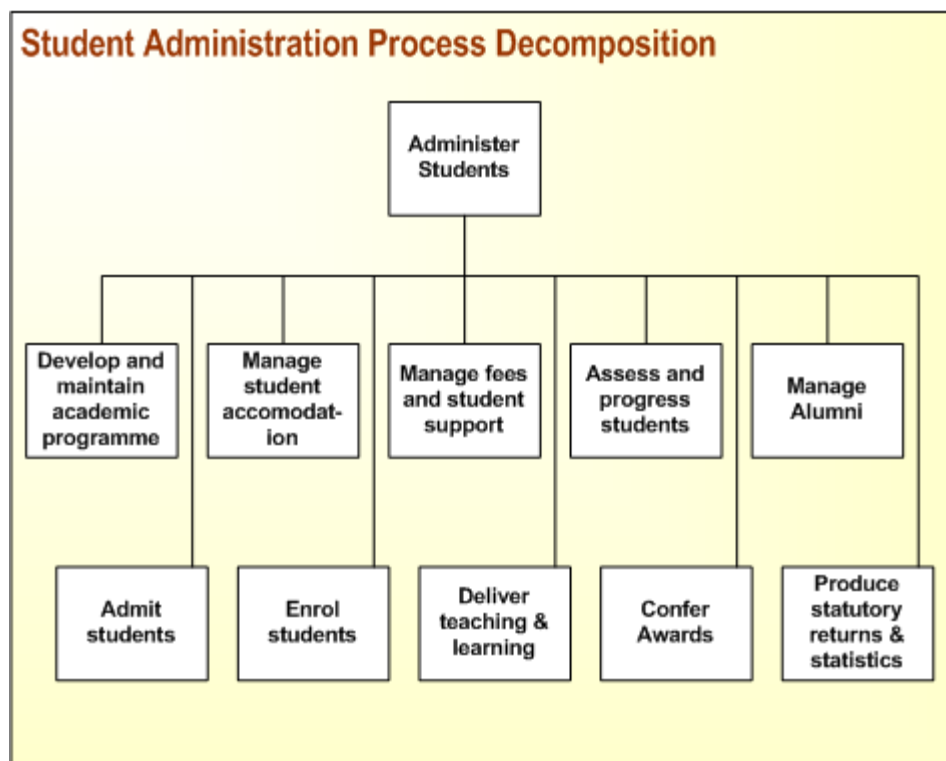 Student Administration Process Decomposition
Administer
Students
Develop and
maintain
academic
programme
Manage
student
accomodat-
ion
Manage fees
and student
support
Assess and
progress
students
Manage
Alumni
Admit
students
Enrol
students
Deliver
teaching &
learning
Confer
Awards
Produce
statutory
returns &
statistics